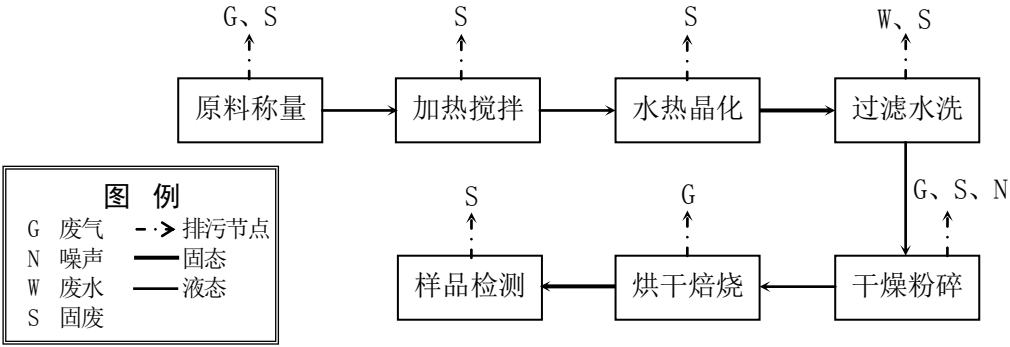 G、S
S
S
W、S
原料称量
加热搅拌
水热晶化
过滤水洗
图 例
G 废气 排污节点
N 噪声 固态
W 废水 液态
S 固废
S
G
G、S、N
样品检测
烘干焙烧
干燥粉碎